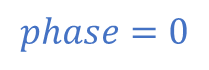 phase = 0